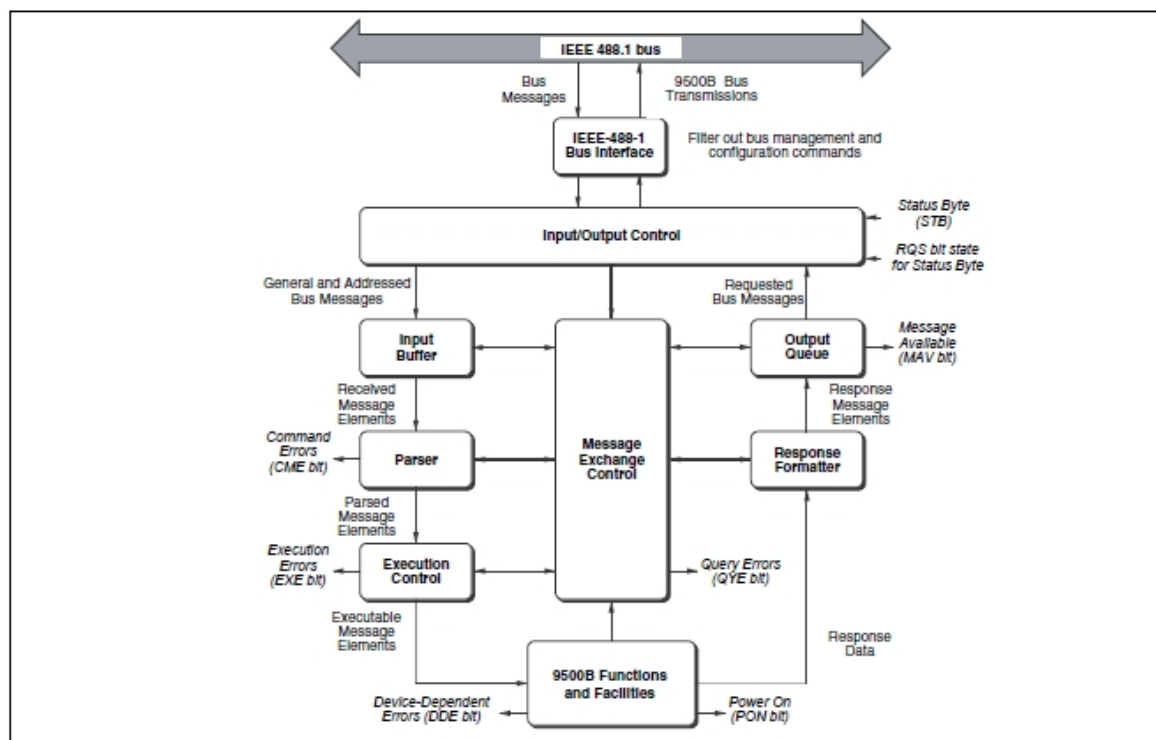 IEEE 488.1 bus
Bus
Messages
9500B Bus
Transmissions
IEEE-488-1
Bus Interface
Filter out bus management and
configuration commands
Status Byte
(STB)
Input/Output Control
RQS bit state
for Status Byte
General and Addressed
Bus Messages
Requested
Bus Messages
Input
Buffer
Output
Queue
Message
Available
(MAV bit)
Received
Message
Elements
Response
Message
Elements
Command
Errors
(CME bit)
Parser
Message
Exchange
Control
Response
Formatter
Parsed
Message
Elements
Execution
Errors
(EXE bit)
Execution
Control
Query Errors
(QYE bit)
Executable
Message
Elements
Response
Data
9500B Functions
and Facilities
Device-Dependent
Errors (DDE bit)
Power On
(PON bit)